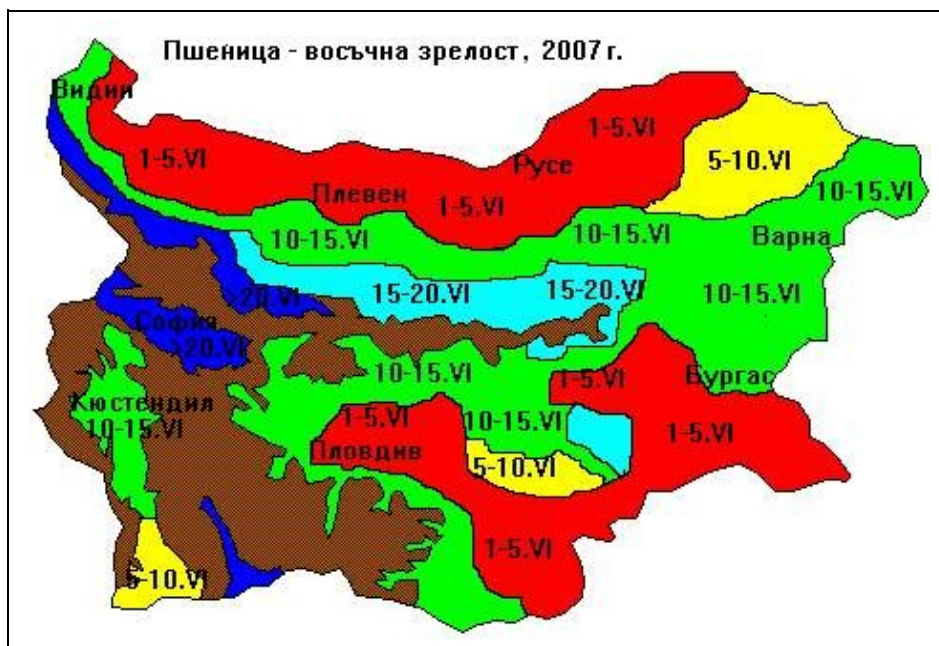 Пшеница - восъчна зрелост, 2007 г.
Видин
1-5.VI
1-5.VI
Русе
5-10.VI
Плевен
1-5.VI
10-15.VI
10-15.VI
10-15.VI
Варна
>20.VI
15-20.VI
15-20.VI
10-15.VI
София
>20.VI
10-15.VI
1-5.VI
Бургас
Кюстендил
10-15.VI
1-5.VI
10-15.VI
1-5.VI
Пловдив
5-10.VI
1-5.VI
5-10.VI